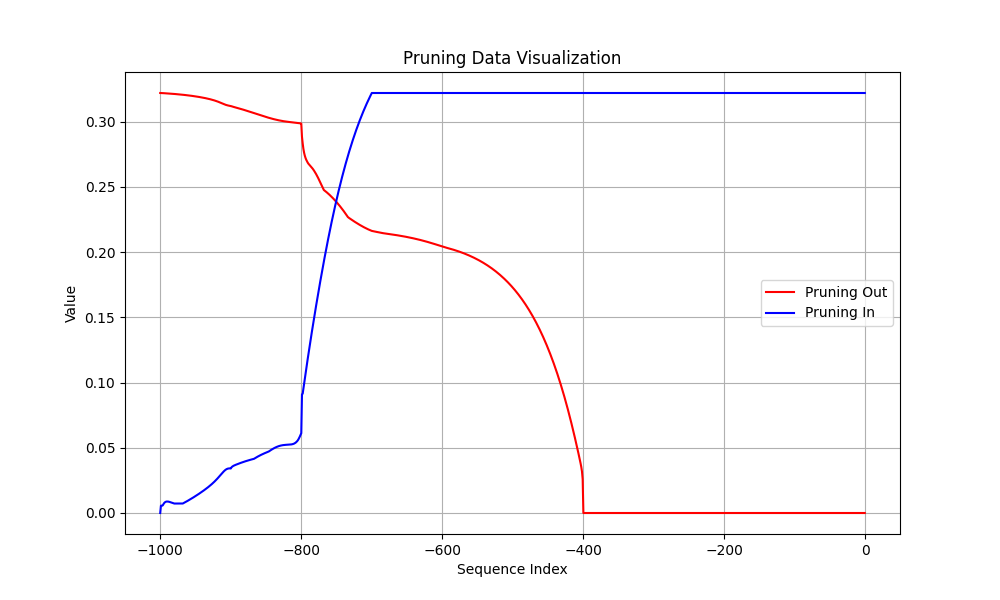 Pruning Data Visualization
Value
0.30
0.25
0.20
0.15
0.10
0.05
0.00
Pruning Out
Pruning In
−1000 −800 −600 −400 −200 0
Sequence Index